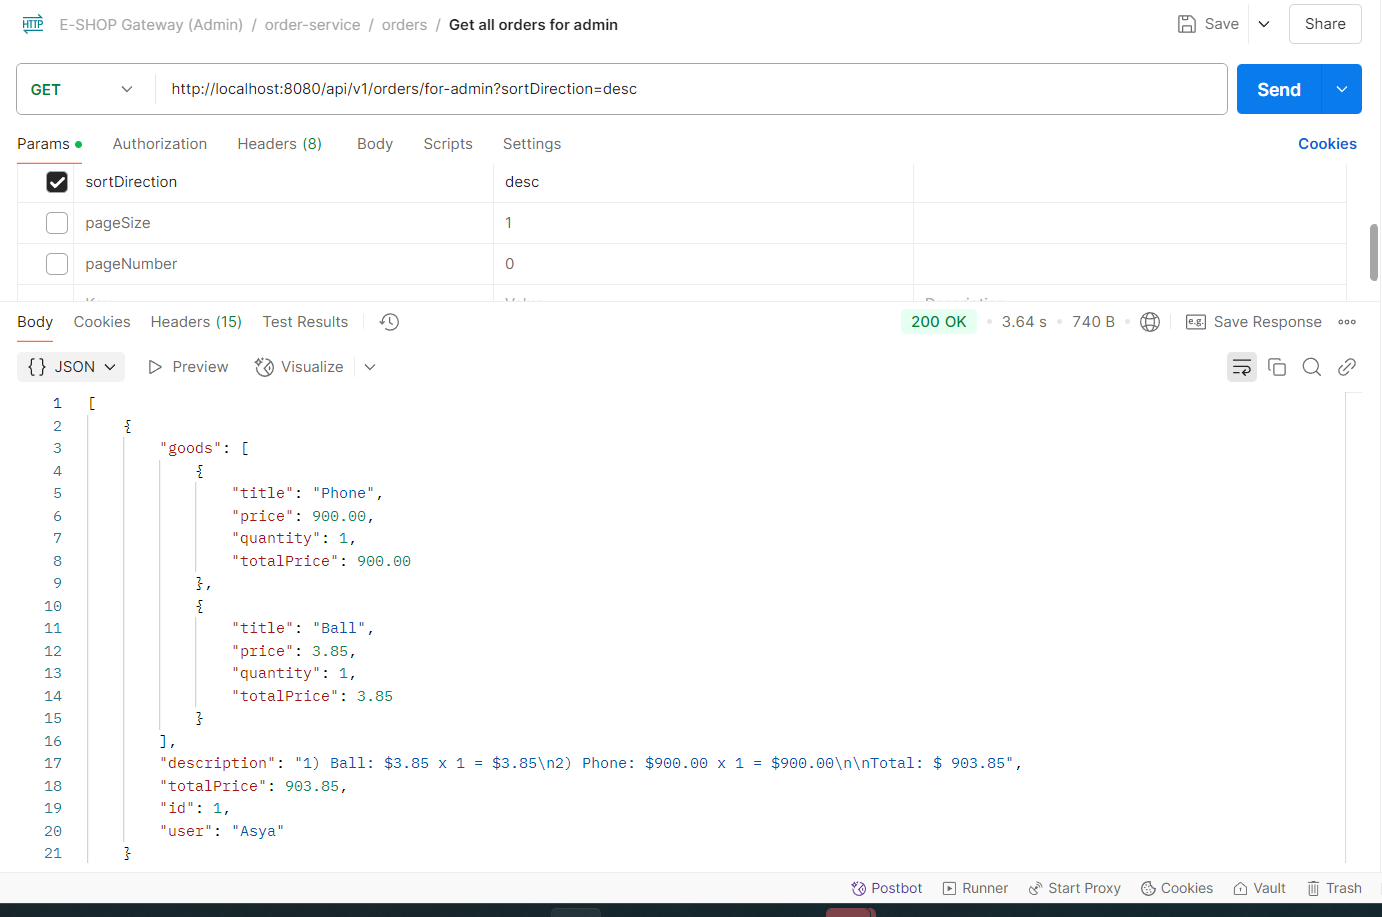 HTTP E-SHOP Gateway (Admin) / order-service / orders / Get all orders for admin Save Share
GET http://localhost:8080/api/v1/orders/for-admin?sortDirection=desc Send
Params Authorization Headers (8) Body Scripts Settings Cookies
sortDirection desc
pageSize 1
pageNumber 0
Body Cookies Headers (15) Test Results 200 OK 3.64 s 740 B e.g. Save Response
{} JSON Preview Visualize
1 [
2 {
3 "goods": [
4 {
5 "title": "Phone",
6 "price": 900.00,
7 "quantity": 1,
8 "totalPrice": 900.00
9 },
10 {
11 "title": "Ball",
12 "price": 3.85,
13 "quantity": 1,
14 "totalPrice": 3.85
15 }
16 ],
17 "description": "1) Ball: $3.85 x 1 = $3.85\n2) Phone: $900.00 x 1 = $900.00\n\nTotal: $ 903.85",
18 "totalPrice": 903.85,
19 "id": 1,
20 "user": "Asya"
21 }
Postbot Runner Start Proxy Cookies Vault Trash